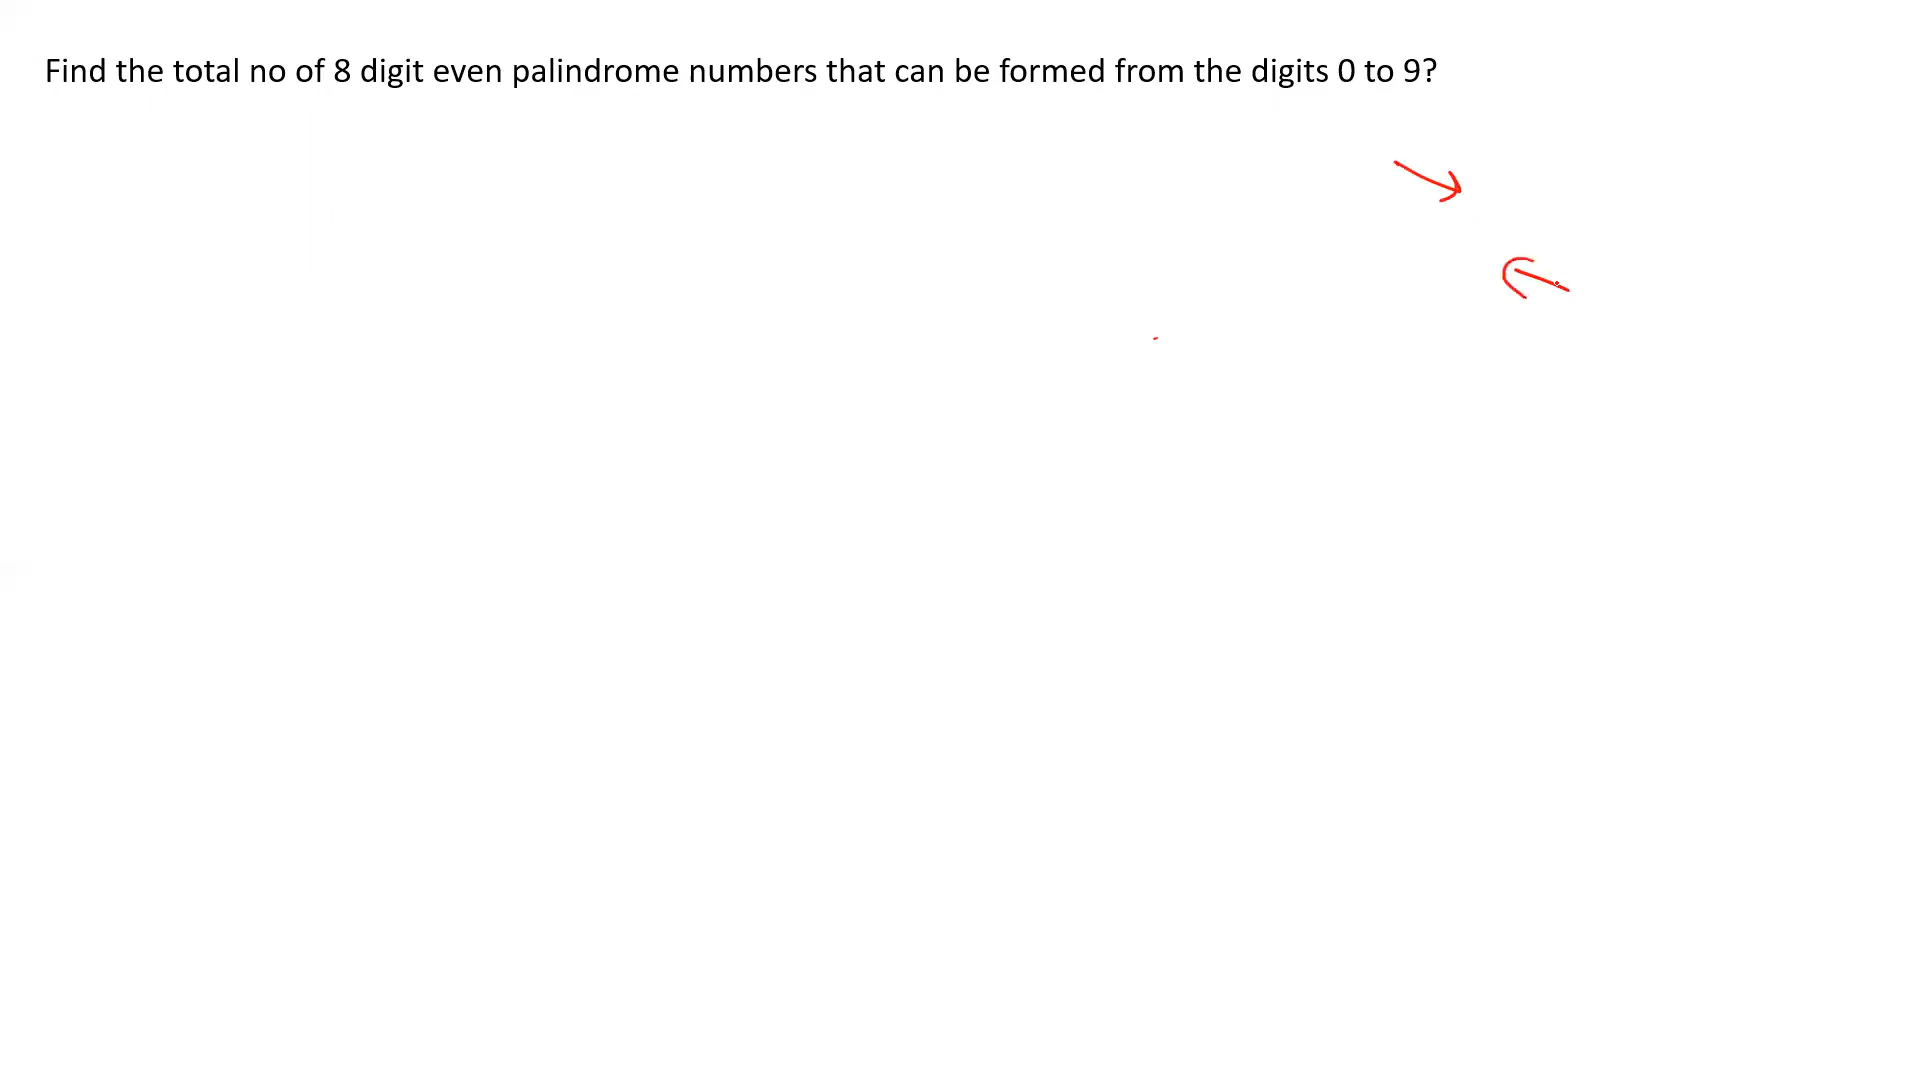 Find the total no of 8 digit even palindrome numbers that can be formed from the digits 0 to 9?